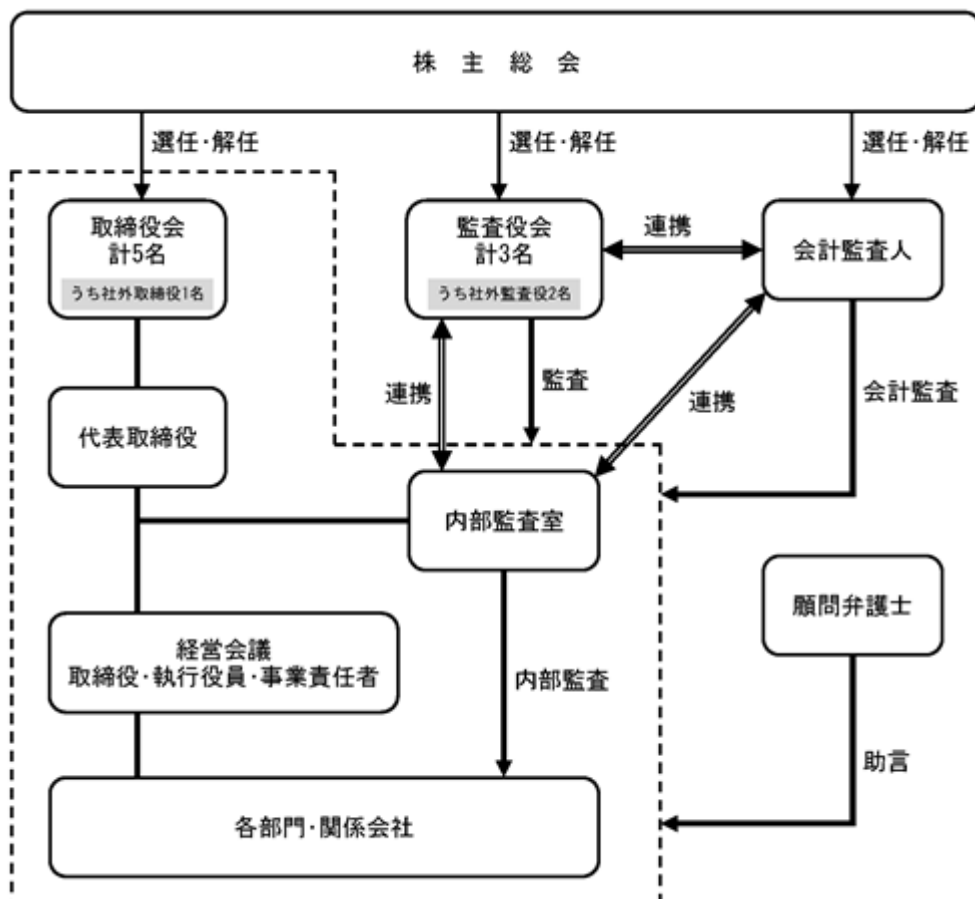 株 主 総 会
選任・解任
選任・解任
選任・解任
取締役会
計5名
うち社外取締役1名
監査役会
計3名
うち社外監査役2名
連携
会計監査人
連携
監査
連携
会計監査
代表取締役
内部監査室
顧問弁護士
経営会議
取締役・執行役員・事業責任者
内部監査
助言
各部門・関係会社